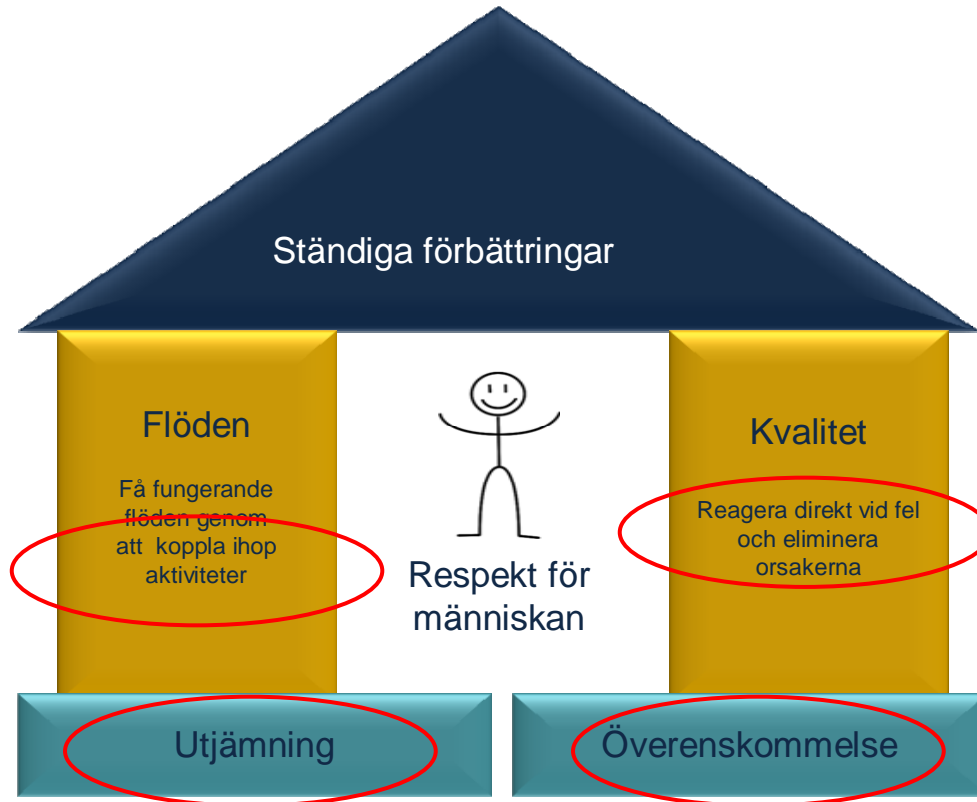 Ständiga förbättringar
Flöden
Få fungerande
flöden genom
att koppla ihop
aktiviteter
Respekt för
människan
Kvalitet
Reagera direkt vid fel
och eliminera
orsakerna
Utjämning
Överenskommelse